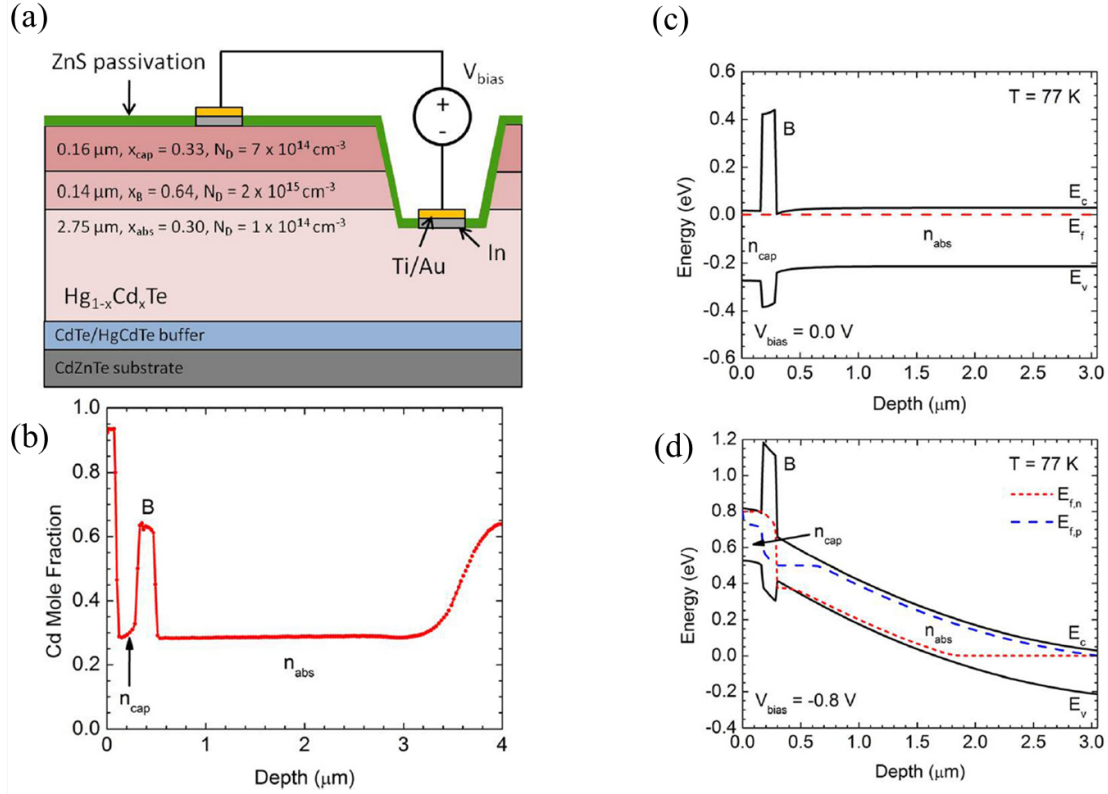 (a)
ZnS passivation
V_bias
+
-
0.16 μm, x_cap = 0.33, N_D = 7 x 10^14 cm^-3
0.14 μm, x_B = 0.64, N_D = 2 x 10^15 cm^-3
2.75 μm, x_abs = 0.30, N_D = 1 x 10^14 cm^-3
Ti/Au
In
Hg_1-xCd_xTe
CdTe/HgCdTe buffer
CdZnTe substrate
(b)
1.0
0.8
0.6
0.4
0.2
0.0
Cd Mole Fraction
B
n_cap
n_abs
0
1
2
3
4
Depth (μm)
(c)
0.6
0.4
0.2
0.0
-0.2
-0.4
-0.6
Energy (eV)
T = 77 K
B
E_c
E_f
n_cap
n_abs
E_v
V_bias = 0.0 V
0.0
0.5
1.0
1.5
2.0
2.5
3.0
Depth (μm)
(d)
1.2
1.0
0.8
0.6
0.4
0.2
0.0
-0.2
-0.4
Energy (eV)
B
T = 77 K
E_f,n
E_f,p
n_cap
n_abs
E_c
E_v
V_bias = -0.8 V
0.0
0.5
1.0
1.5
2.0
2.5
3.0
Depth (μm)